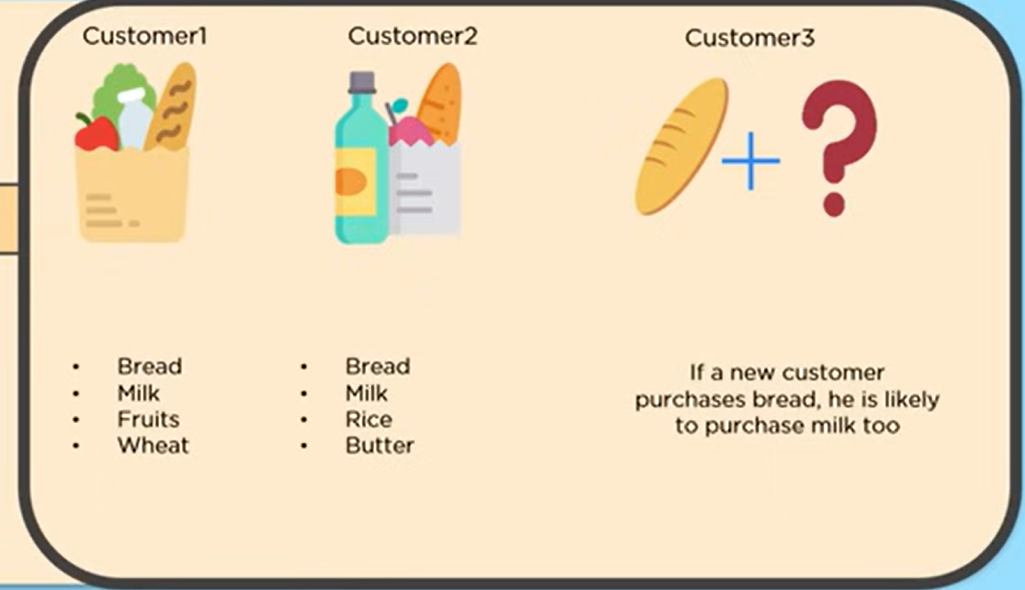 Customer1
Customer2
Customer3
• Bread
• Milk
• Fruits
• Wheat
• Bread
• Milk
• Rice
• Butter
If a new customer
purchases bread, he is likely
to purchase milk too